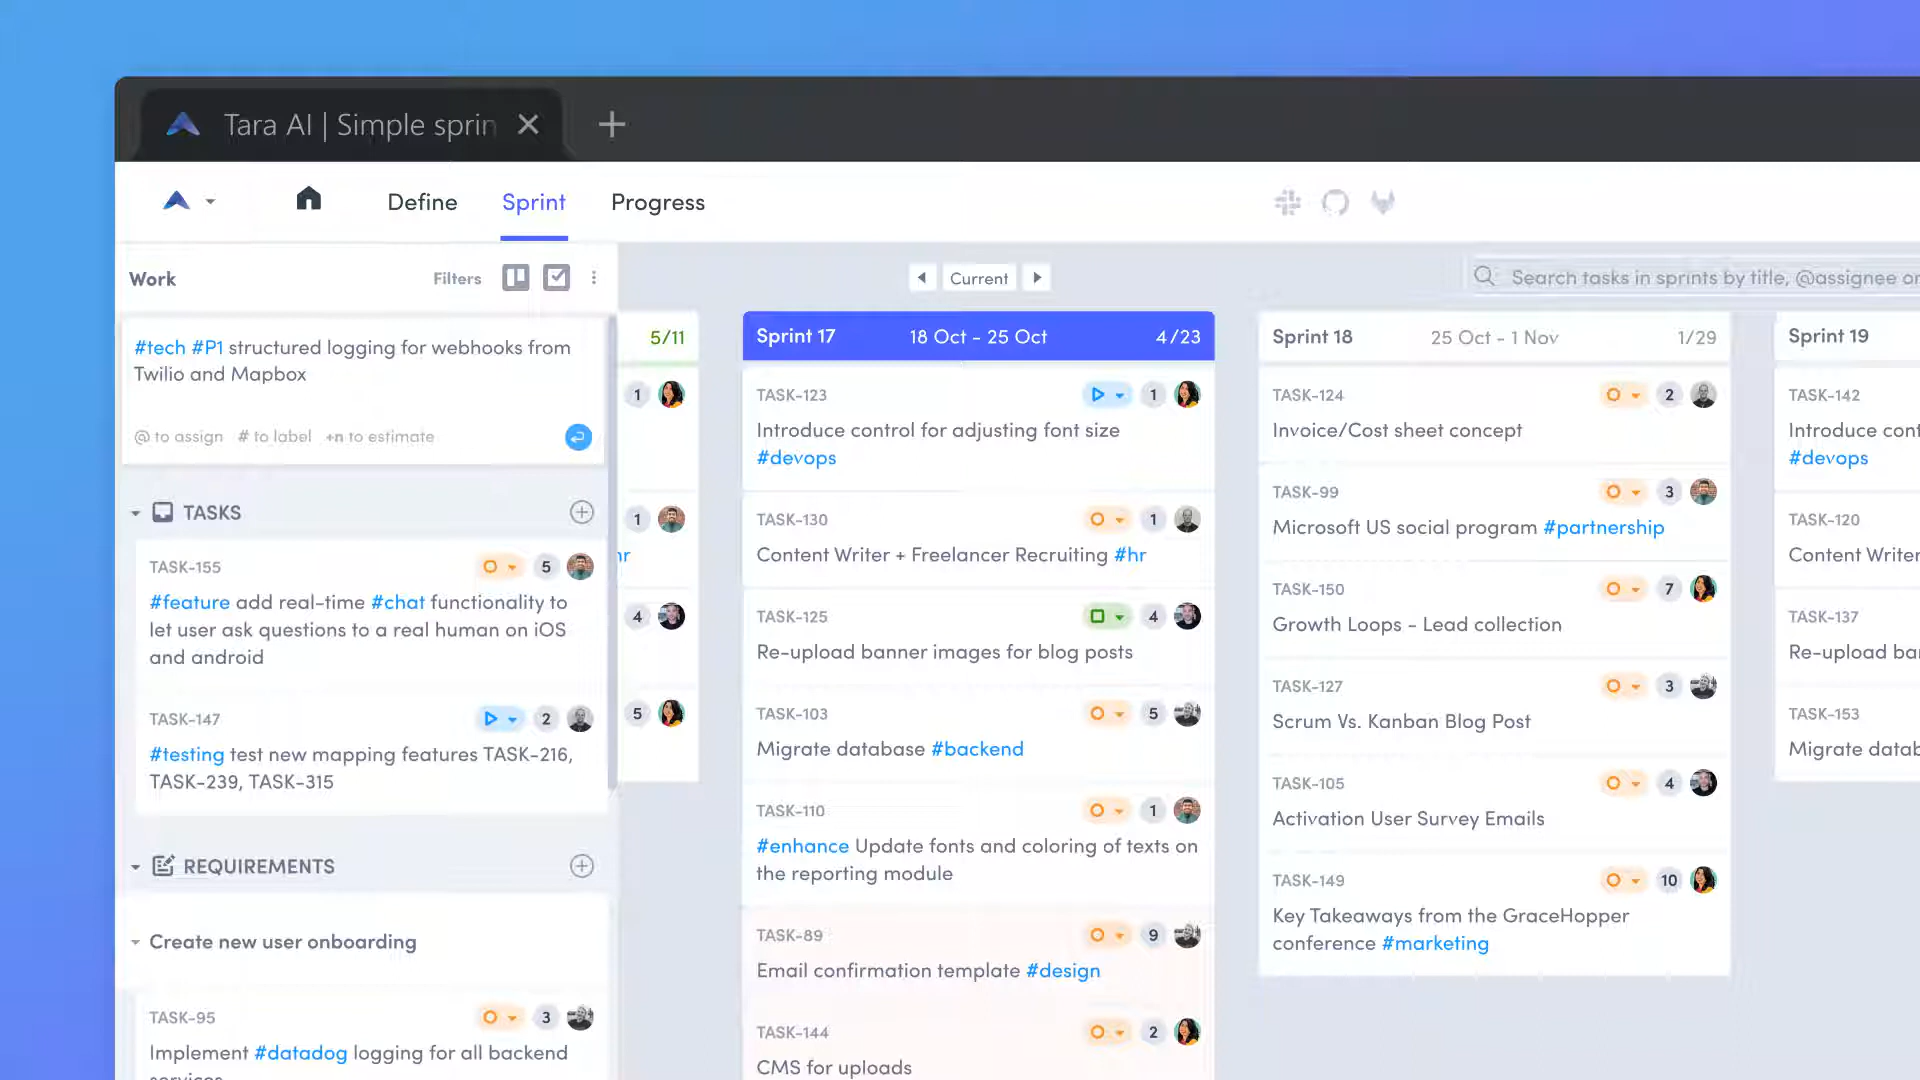 Tara AI | Simple sprin
Define
Sprint
Progress
Work
Filters
Current
Search tasks in sprints by title, @assignee or
#tech #P1 structured logging for webhooks from
Twilio and Mapbox
@ to assign # to label +n to estimate
TASKS
TASK-155
5
#feature add real-time #chat functionality to
let user ask questions to a real human on iOS
and android
TASK-147
2
#testing test new mapping features TASK-216,
TASK-239, TASK-315
REQUIREMENTS
Create new user onboarding
TASK-95
3
Implement #datadog logging for all backend
services
5/11
1
1
hr
4
5
Sprint 17 18 Oct - 25 Oct 4/23
TASK-123
1
Introduce control for adjusting font size
#devops
TASK-130
1
Content Writer + Freelancer Recruiting #hr
TASK-125
4
Re-upload banner images for blog posts
TASK-103
5
Migrate database #backend
TASK-110
1
#enhance Update fonts and coloring of texts on
the reporting module
TASK-89
9
Email confirmation template #design
TASK-144
2
CMS for uploads
Sprint 18 25 Oct - 1 Nov 1/29
TASK-124
2
Invoice/Cost sheet concept
TASK-99
3
Microsoft US social program #partnership
TASK-150
7
Growth Loops - Lead collection
TASK-127
3
Scrum Vs. Kanban Blog Post
TASK-105
4
Activation User Survey Emails
TASK-149
10
Key Takeaways from the GraceHopper
conference #marketing
Sprint 19
TASK-142
Introduce cont
#devops
TASK-120
Content Writer
TASK-137
Re-upload ba
TASK-153
Migrate datab